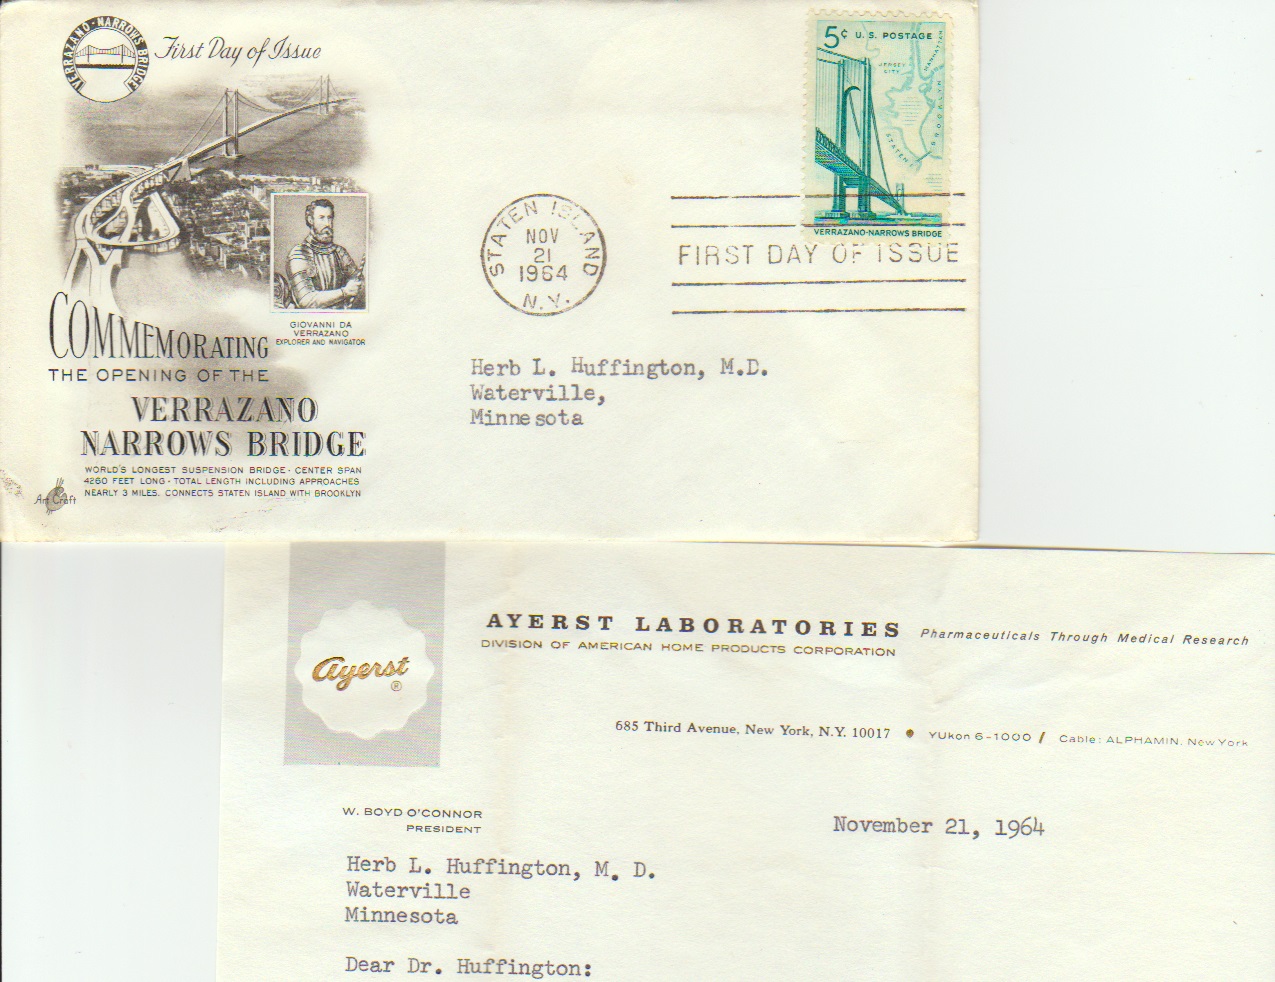 VERRAZANO-NARROWS BRIDGE
First Day of Issue
5¢ U.S. POSTAGE
MANHATTAN
JERSEY
CITY
BROOKLYN
STATEN I.
VERRAZANO-NARROWS BRIDGE
STATEN ISLAND
NOV
21
1964
N.Y.
FIRST DAY OF ISSUE
GIOVANNI DA
VERRAZANO
EXPLORER AND NAVIGATOR
COMMEMORATING
THE OPENING OF THE
VERRAZANO
NARROWS BRIDGE
WORLD'S LONGEST SUSPENSION BRIDGE · CENTER SPAN
4260 FEET LONG · TOTAL LENGTH INCLUDING APPROACHES
NEARLY 3 MILES. CONNECTS STATEN ISLAND WITH BROOKLYN
Art Craft
Herb L. Huffington, M.D.
Waterville,
Minnesota
Ayerst ®
AYERST LABORATORIES Pharmaceuticals Through Medical Research
DIVISION OF AMERICAN HOME PRODUCTS CORPORATION
685 Third Avenue, New York, N.Y. 10017 • YUkon 6-1000 / Cable: ALPHAMIN, New York
W. BOYD O'CONNOR
PRESIDENT
November 21, 1964
Herb L. Huffington, M. D.
Waterville
Minnesota
Dear Dr. Huffington: